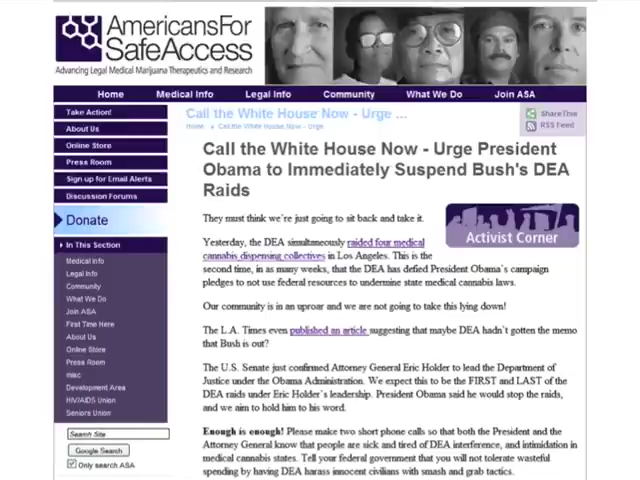 AmericansFor
SafeAccess
Advancing Legal Medical Marijuana Therapeutics and Research
Home Medical Info Legal Info Community What We Do Join ASA
Take Action!
About Us
Online Store
Press Room
Sign up for Email Alerts
Discussion Forums
Donate
In This Section
Medical Info
Legal Info
Community
What We Do
Join ASA
First Time Here
About Us
Online Store
Press Room
misc
Development Area
HIV/AIDS Union
Seniors Union
Search Site
Google Search
Only search ASA
Call the White House Now - Urge ...
Home » Call the White House Now - Urge
ShareThis
RSS Feed
Call the White House Now - Urge President
Obama to Immediately Suspend Bush's DEA
Raids
Activist Corner
They must think we're just going to sit back and take it.
Yesterday, the DEA simultaneously raided four medical
cannabis dispensing collectives in Los Angeles. This is the
second time, in as many weeks, that the DEA has defied President Obama's campaign
pledges to not use federal resources to undermine state medical cannabis laws.
Our community is in an uproar and we are not going to take this lying down!
The L.A. Times even published an article suggesting that maybe DEA hadn't gotten the memo
that Bush is out?
The U.S. Senate just confirmed Attorney General Eric Holder to lead the Department of
Justice under the Obama Administration. We expect this to be the FIRST and LAST of the
DEA raids under Eric Holder's leadership. President Obama said he would stop the raids,
and we aim to hold him to his word.
Enough is enough! Please make two short phone calls so that both the President and the
Attorney General know that people are sick and tired of DEA interference, and intimidation in
medical cannabis states. Tell your federal government that you will not tolerate wasteful
spending by having DEA harass innocent civilians with smash and grab tactics.